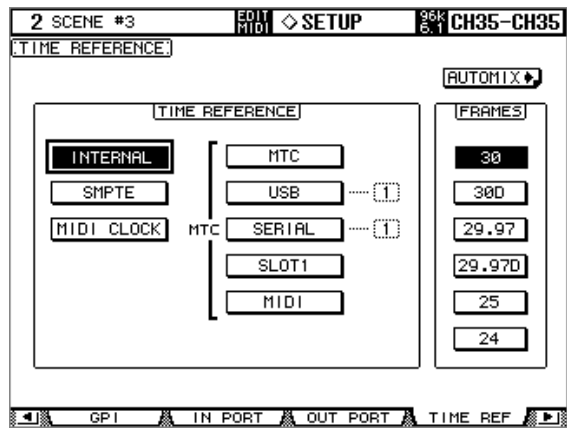 2 SCENE #3 EDIT MIDI ◇ SETUP 96K 6.1 CH35-CH35
TIME REFERENCE
AUTOMIX
TIME REFERENCE FRAMES
INTERNAL MTC 30
SMPTE USB 1 30D
MIDI CLOCK MTC SERIAL 1 29.97
SLOT1 29.97D
MIDI 25
24
GPI IN PORT OUT PORT TIME REF